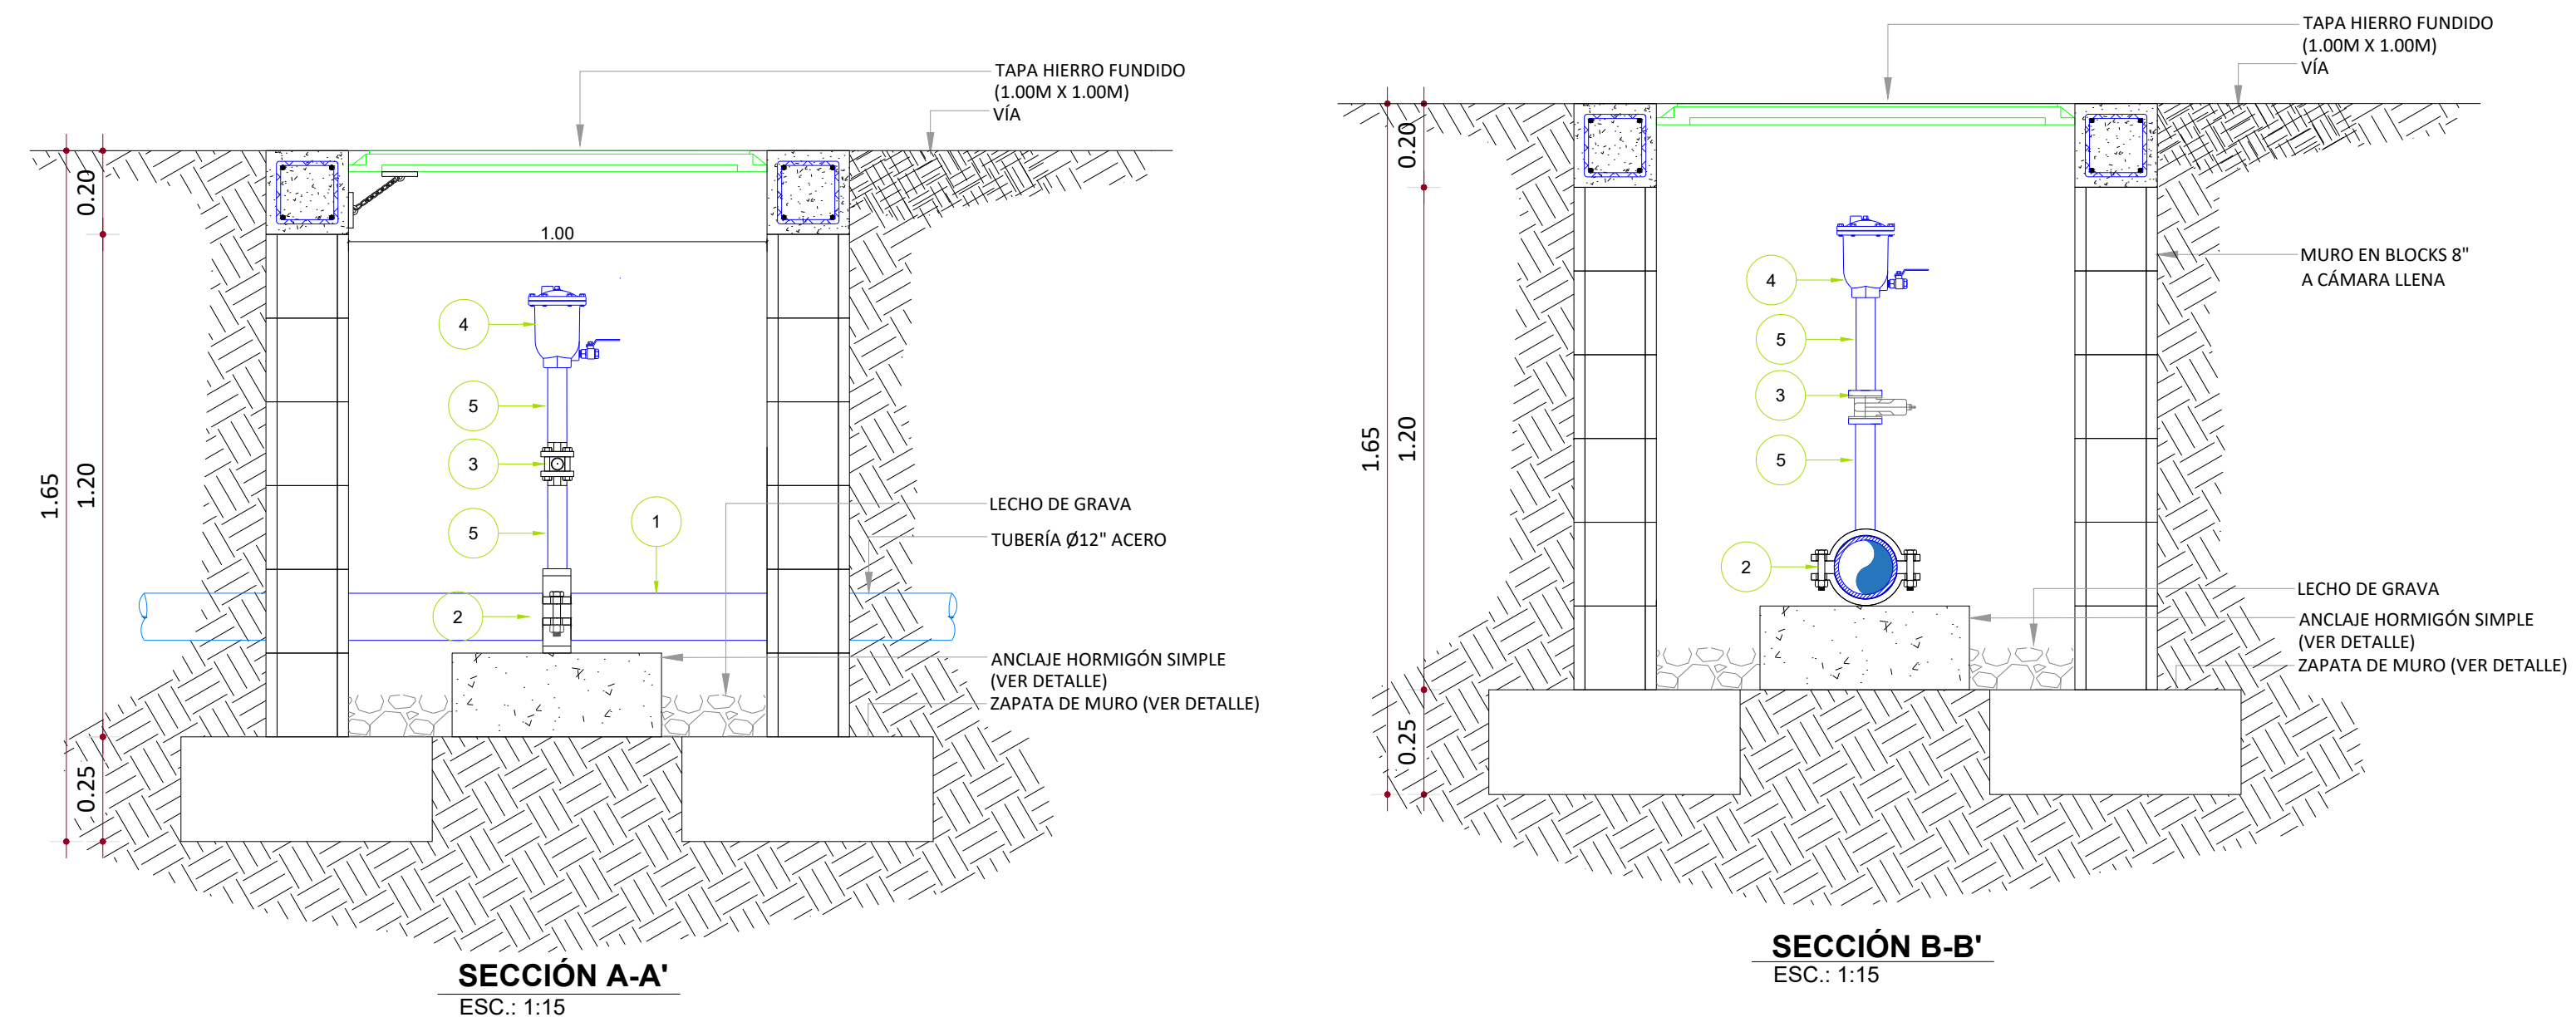 TAPA HIERRO FUNDIDO
(1.00M X 1.00M)
VÍA
0.20
1.00
4
5
3
1.65
1.20
5
1
LECHO DE GRAVA
TUBERÍA Ø12" ACERO
2
ANCLAJE HORMIGÓN SIMPLE
(VER DETALLE)
ZAPATA DE MURO (VER DETALLE)
0.25
SECCIÓN A-A'
ESC.: 1:15
TAPA HIERRO FUNDIDO
(1.00M X 1.00M)
VÍA
0.20
MURO EN BLOCKS 8"
A CÁMARA LLENA
4
5
3
1.65
1.20
5
2
LECHO DE GRAVA
ANCLAJE HORMIGÓN SIMPLE
(VER DETALLE)
ZAPATA DE MURO (VER DETALLE)
0.25
SECCIÓN B-B'
ESC.: 1:15